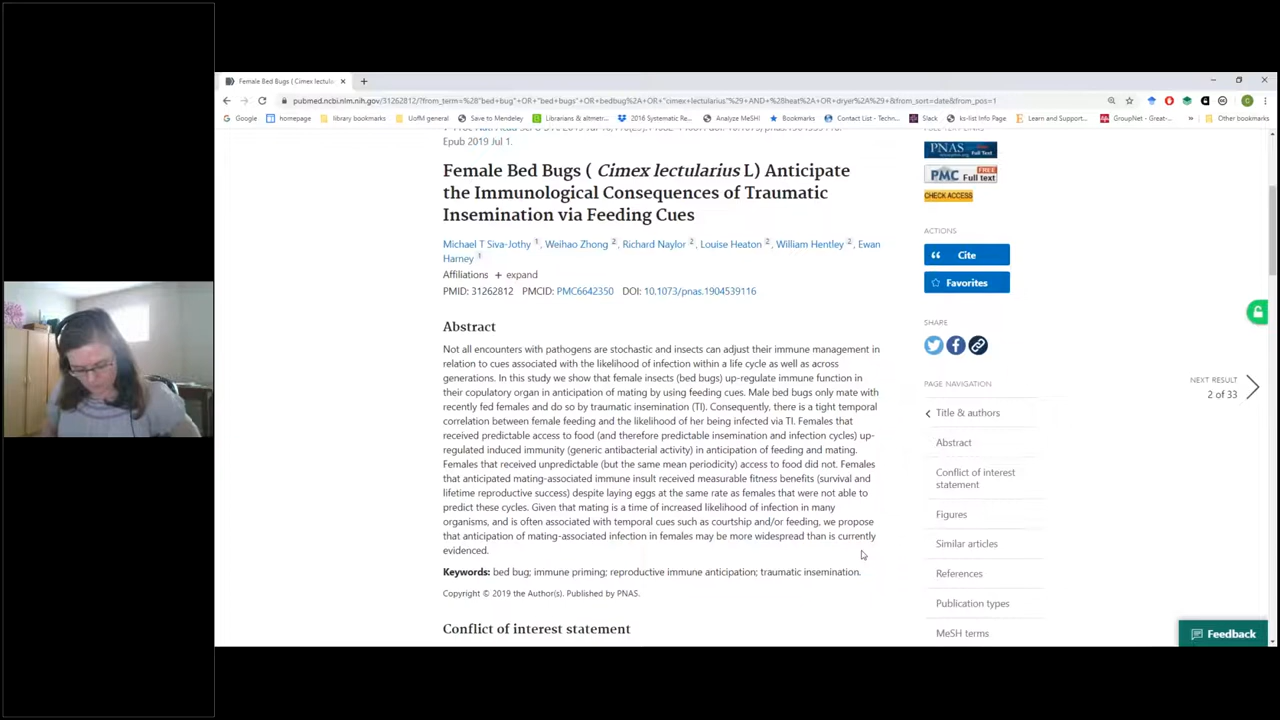 Female Bed Bugs ( Cimex lectula
pubmed.ncbi.nlm.nih.gov/31262812/?from_term=%28"bed+bug"+OR+"bed+bugs"+OR+bedbug%2A+OR+"cimex+lectularius"%29+AND+%28heat%2A+OR+dryer%2A%29+&from_sort=date&from_pos=1
Google homepage library bookmarks UofM general Save to Mendeley Librarians & altmetr... 2016 Systematic Re... Analyze MeSH! Bookmarks Contact List - Techn... Slack ks-list Info Page Learn and Support... GroupNet - Great-... » Other bookmarks
Epub 2019 Jul 1.
Female Bed Bugs ( Cimex lectularius L) Anticipate
the Immunological Consequences of Traumatic
Insemination via Feeding Cues
Michael T Siva-Jothy 1, Weihao Zhong 2, Richard Naylor 2, Louise Heaton 2, William Hentley 2, Ewan
Harney 1
Affiliations + expand
PMID: 31262812 PMCID: PMC6642350 DOI: 10.1073/pnas.1904539116
Abstract
Not all encounters with pathogens are stochastic and insects can adjust their immune management in
relation to cues associated with the likelihood of infection within a life cycle as well as across
generations. In this study we show that female insects (bed bugs) up-regulate immune function in
their copulatory organ in anticipation of mating by using feeding cues. Male bed bugs only mate with
recently fed females and do so by traumatic insemination (TI). Consequently, there is a tight temporal
correlation between female feeding and the likelihood of her being infected via TI. Females that
received predictable access to food (and therefore predictable insemination and infection cycles) up-
regulated induced immunity (generic antibacterial activity) in anticipation of feeding and mating.
Females that received unpredictable (but the same mean periodicity) access to food did not. Females
that anticipated mating-associated immune insult received measurable fitness benefits (survival and
lifetime reproductive success) despite laying eggs at the same rate as females that were not able to
predict these cycles. Given that mating is a time of increased likelihood of infection in many
organisms, and is often associated with temporal cues such as courtship and/or feeding, we propose
that anticipation of mating-associated infection in females may be more widespread than is currently
evidenced.
Keywords: bed bug; immune priming; reproductive immune anticipation; traumatic insemination.
Copyright © 2019 the Author(s). Published by PNAS.
Conflict of interest statement
PNAS Full Text
PMC FREE Full text
CHECK ACCESS
ACTIONS
Cite
Favorites
SHARE
PAGE NAVIGATION
Title & authors
Abstract
Conflict of interest
statement
Figures
Similar articles
References
Publication types
MeSH terms
NEXT RESULT
2 of 33
Feedback